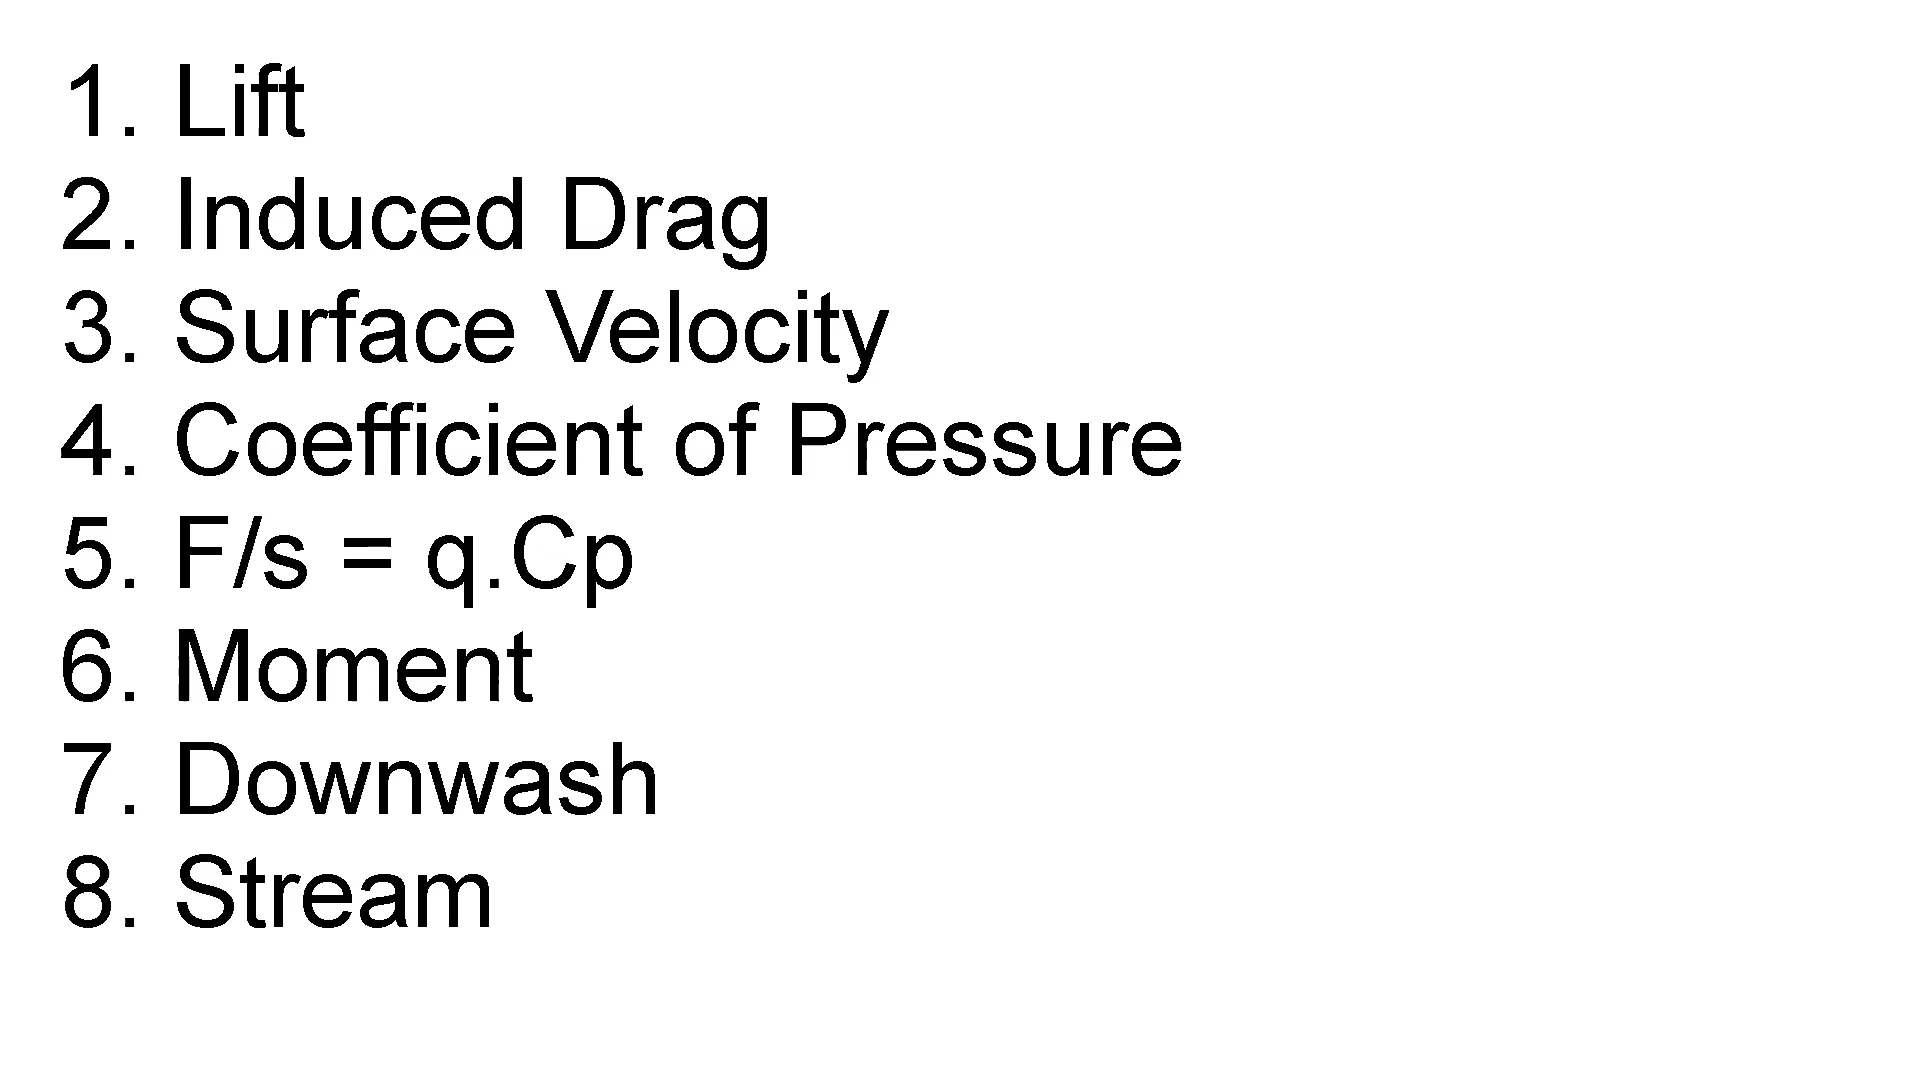 1. Lift
2. Induced Drag
3. Surface Velocity
4. Coefficient of Pressure
5. F/s = q.Cp
6. Moment
7. Downwash
8. Stream